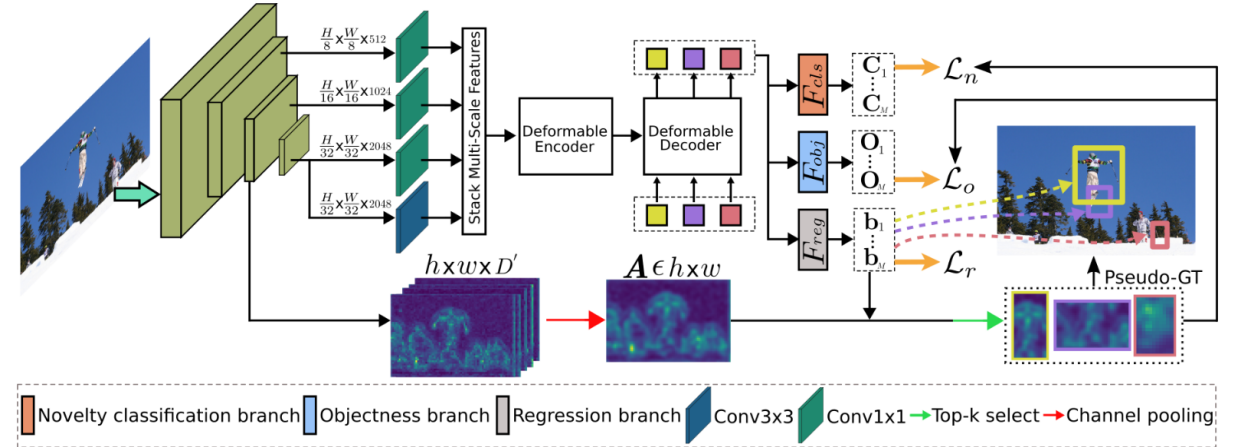 H/8 x W/8 x 512
H/16 x W/16 x 1024
H/32 x W/32 x 2048
H/32 x W/32 x 2048
Stack Multi-Scale Features
Deformable
Encoder
Deformable
Decoder
F_cls
F_obj
F_reg
C_1
⋮
C_M
O_1
⋮
O_M
b_1
⋮
b_M
ℒ_n
ℒ_o
ℒ_r
h x w x D′
A ϵ h x w
Pseudo-GT
Novelty classification branch
Objectness branch
Regression branch
Conv3x3
Conv1x1
Top-k select
Channel pooling